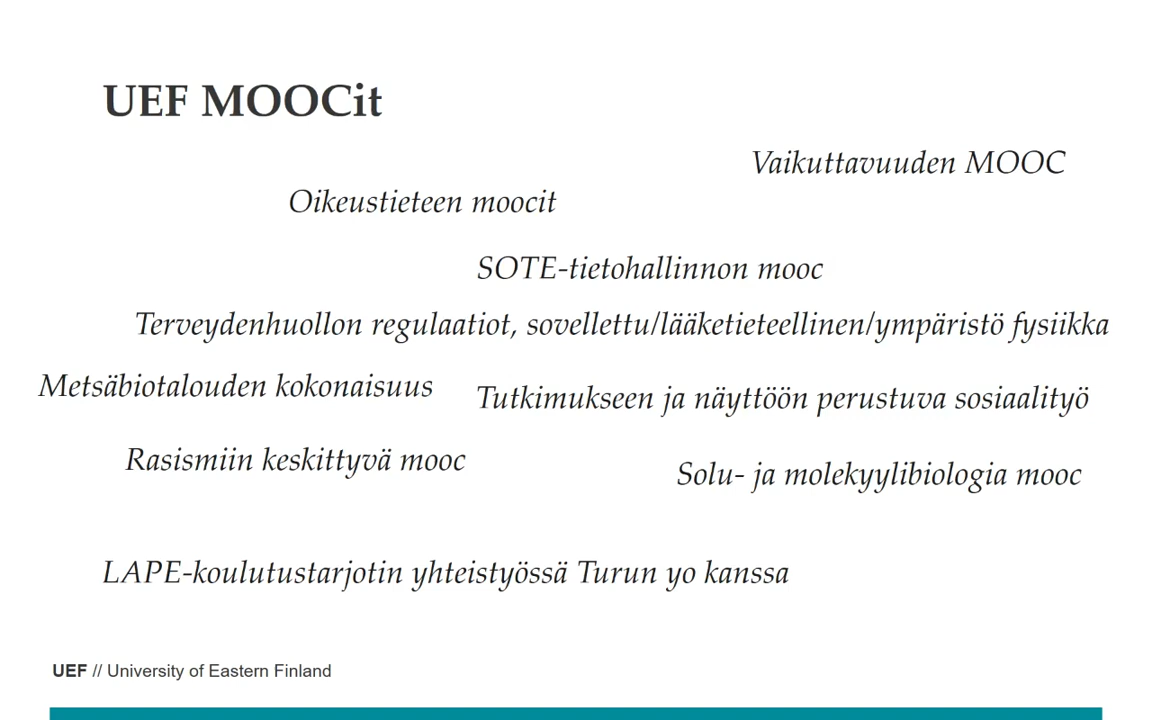 UEF MOOCit
Vaikuttavuuden MOOC
Oikeustieteen moocit
SOTE-tietohallinnon mooc
Terveydenhuollon regulaatiot, sovellettu/lääketieteellinen/ympäristö fysiikka
Metsäbiotalouden kokonaisuus
Tutkimukseen ja näyttöön perustuva sosiaalityö
Rasismiin keskittyvä mooc
Solu- ja molekyylibiologia mooc
LAPE-koulutustarjotin yhteistyössä Turun yo kanssa
UEF // University of Eastern Finland